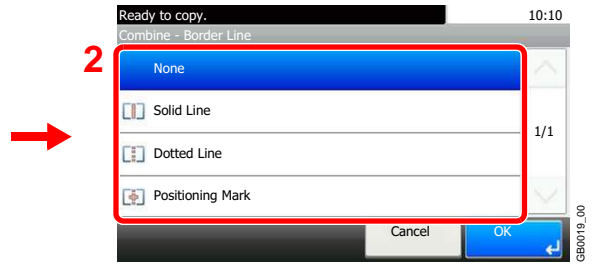 Ready to copy. 10:10
Combine - Border Line
2
None
Solid Line
1/1
Dotted Line
Positioning Mark
Cancel OK
GB0019_00